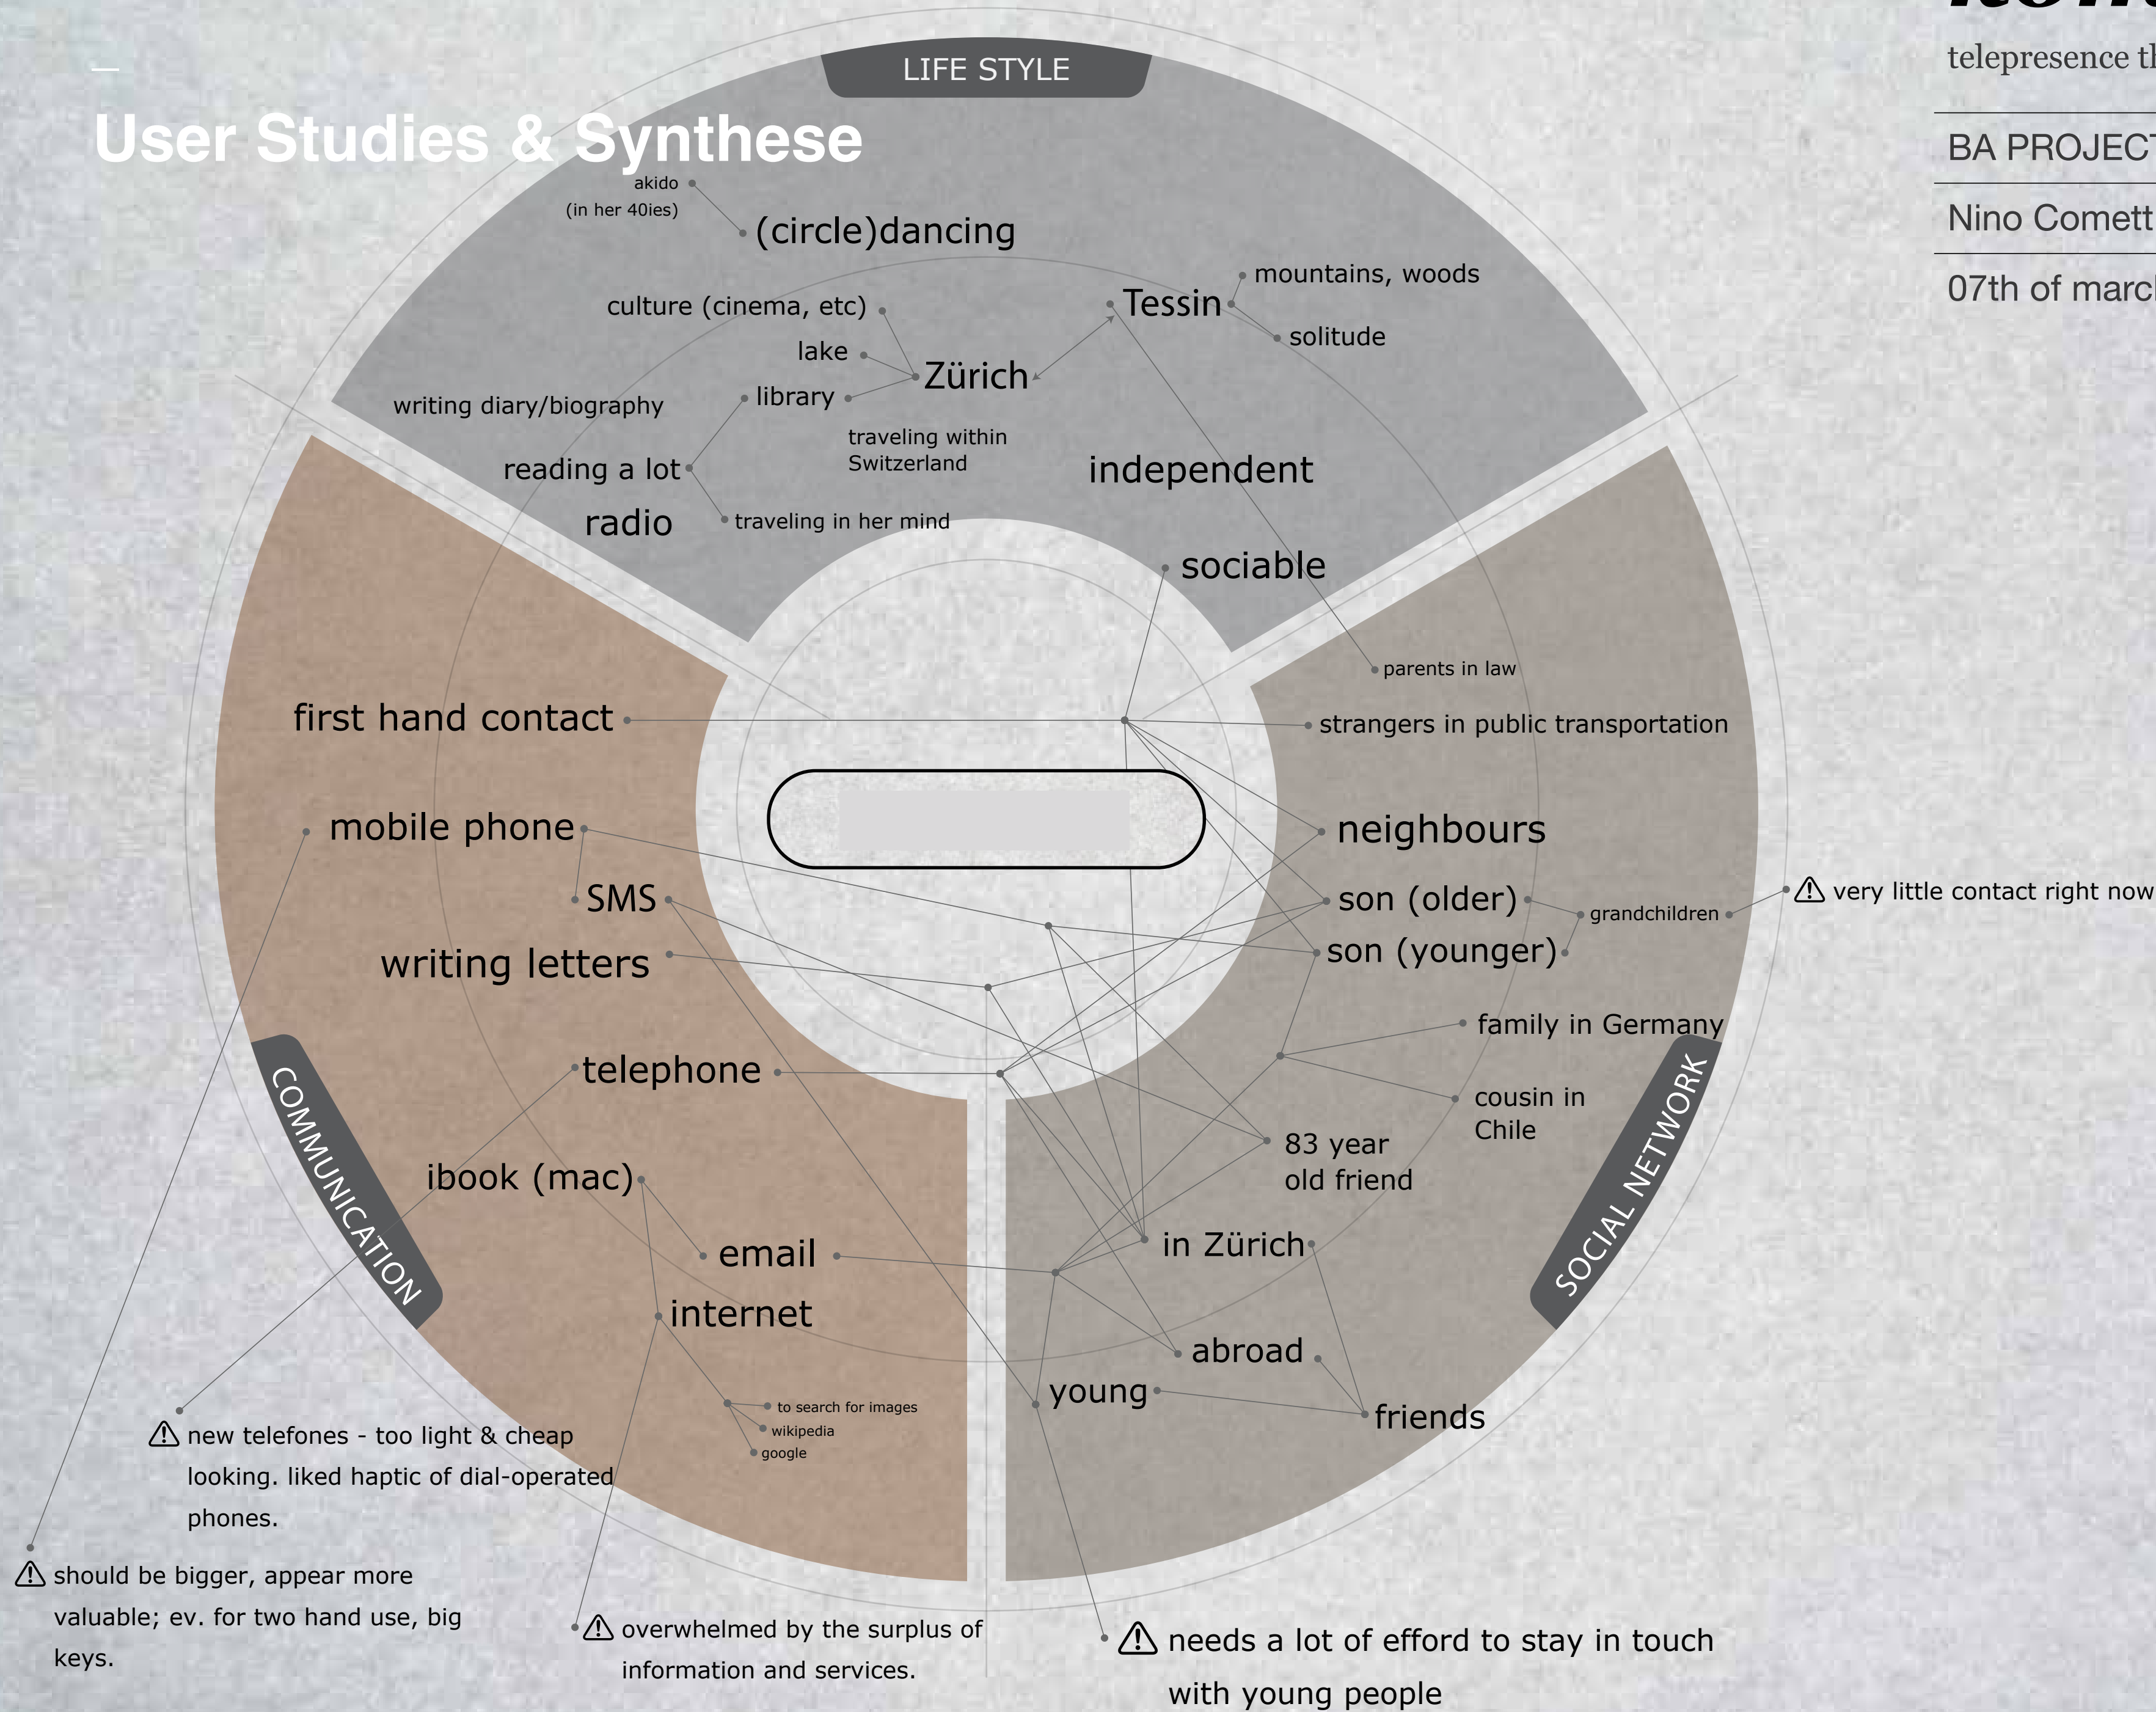 User Studies & Synthese
telepresence
BA PROJECT
Nino
07th of
LIFE STYLE
akido
(in her 40ies)
(circle)dancing
mountains, woods
culture (cinema, etc)
Tessin
solitude
lake
Zürich
library
writing diary/biography
traveling within
Switzerland
reading a lot
independent
radio
traveling in her mind
sociable
parents in law
first hand contact
strangers in public transportation
mobile phone
neighbours
SMS
son (older)
grandchildren
very little contact right now
son (younger)
writing letters
family in Germany
telephone
cousin in
Chile
83 year
old friend
COMMUNICATION
SOCIAL NETWORK
ibook (mac)
in Zürich
email
internet
abroad
young
friends
to search for images
wikipedia
google
new telefones - too light & cheap
looking. liked haptic of dial-operated
phones.
should be bigger, appear more
valuable; ev. for two hand use, big
keys.
overwhelmed by the surplus of
information and services.
needs a lot of efford to stay in touch
with young people